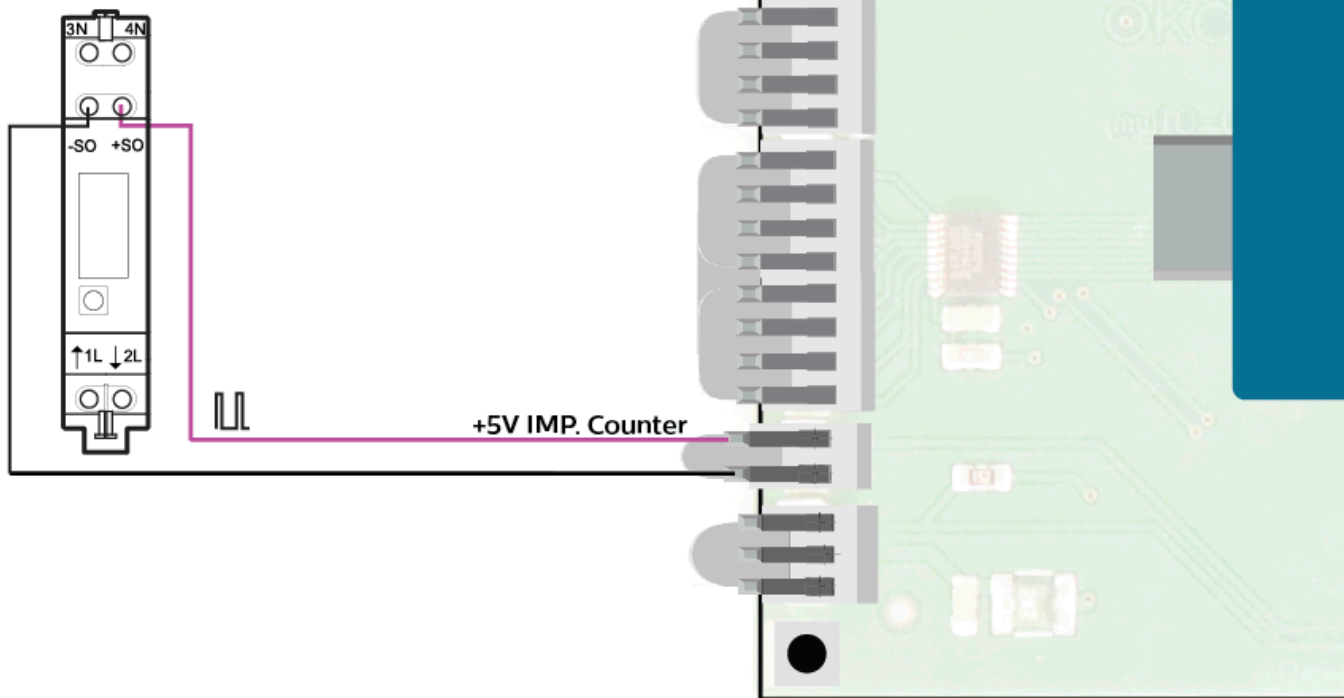 3N 4N
-SO +SO
↑1L ↓2L
+5V IMP. Counter